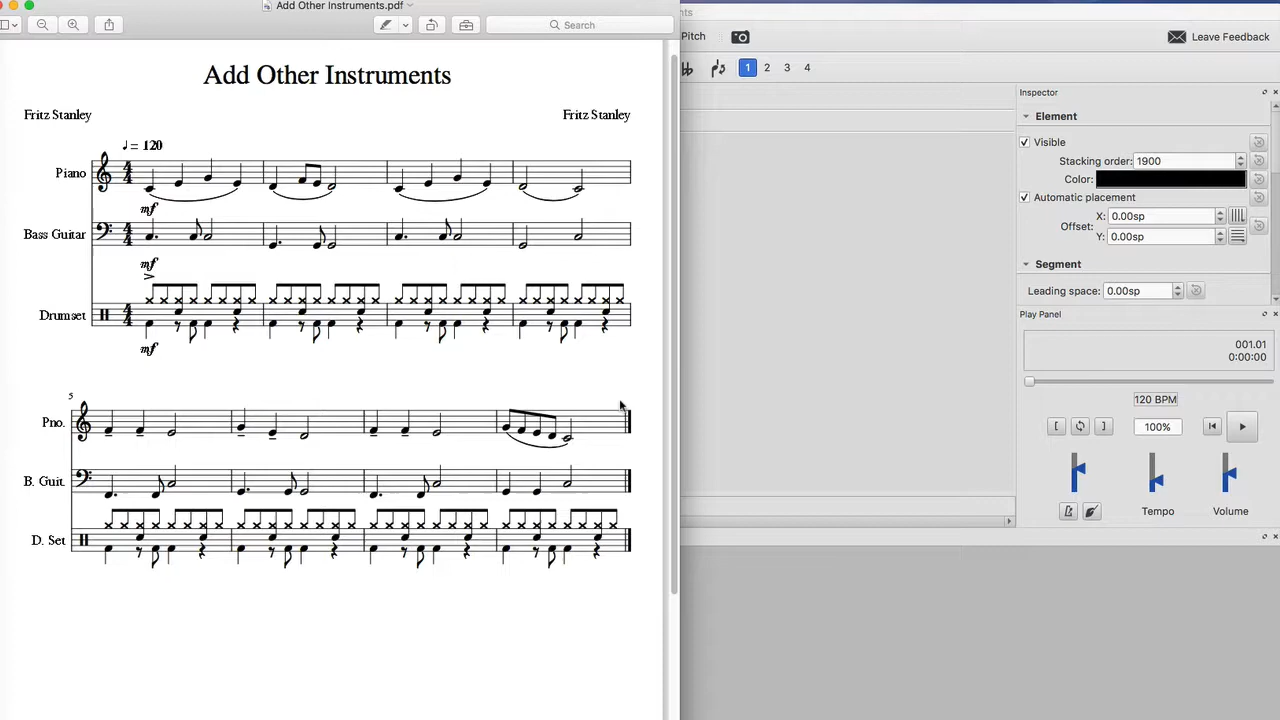 Add Other Instruments.pdf
Search
Add Other Instruments
Fritz Stanley
Fritz Stanley
♩ = 120
Piano
mf
Bass Guitar
mf
>
Drumset
mf
5
Pno.
B. Guit.
D. Set
nts
Pitch
Leave Feedback
1 2 3 4
Inspector
Element
Visible
Stacking order: 1900
Color:
Automatic placement
X: 0.00sp
Offset:
Y: 0.00sp
Segment
Leading space: 0.00sp
Play Panel
001.01
0:00:00
120 BPM
[ ] 100%
Tempo Volume